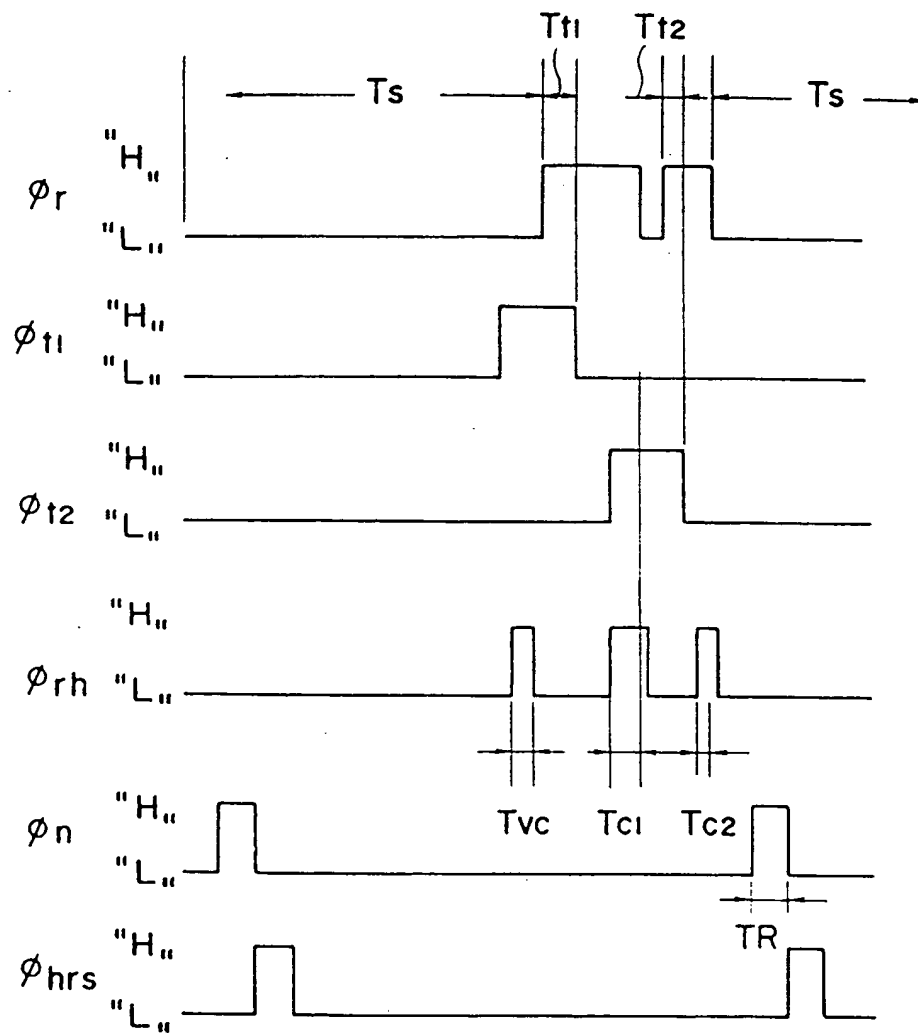 Tt1 Tt2
Ts Ts
"H"
φr
"L"
"H"
φt1
"L"
"H"
φt2
"L"
"H"
φrh "L"
Tvc Tc1 Tc2
"H"
φn
"L"
TR
"H"
φhrs
"L"